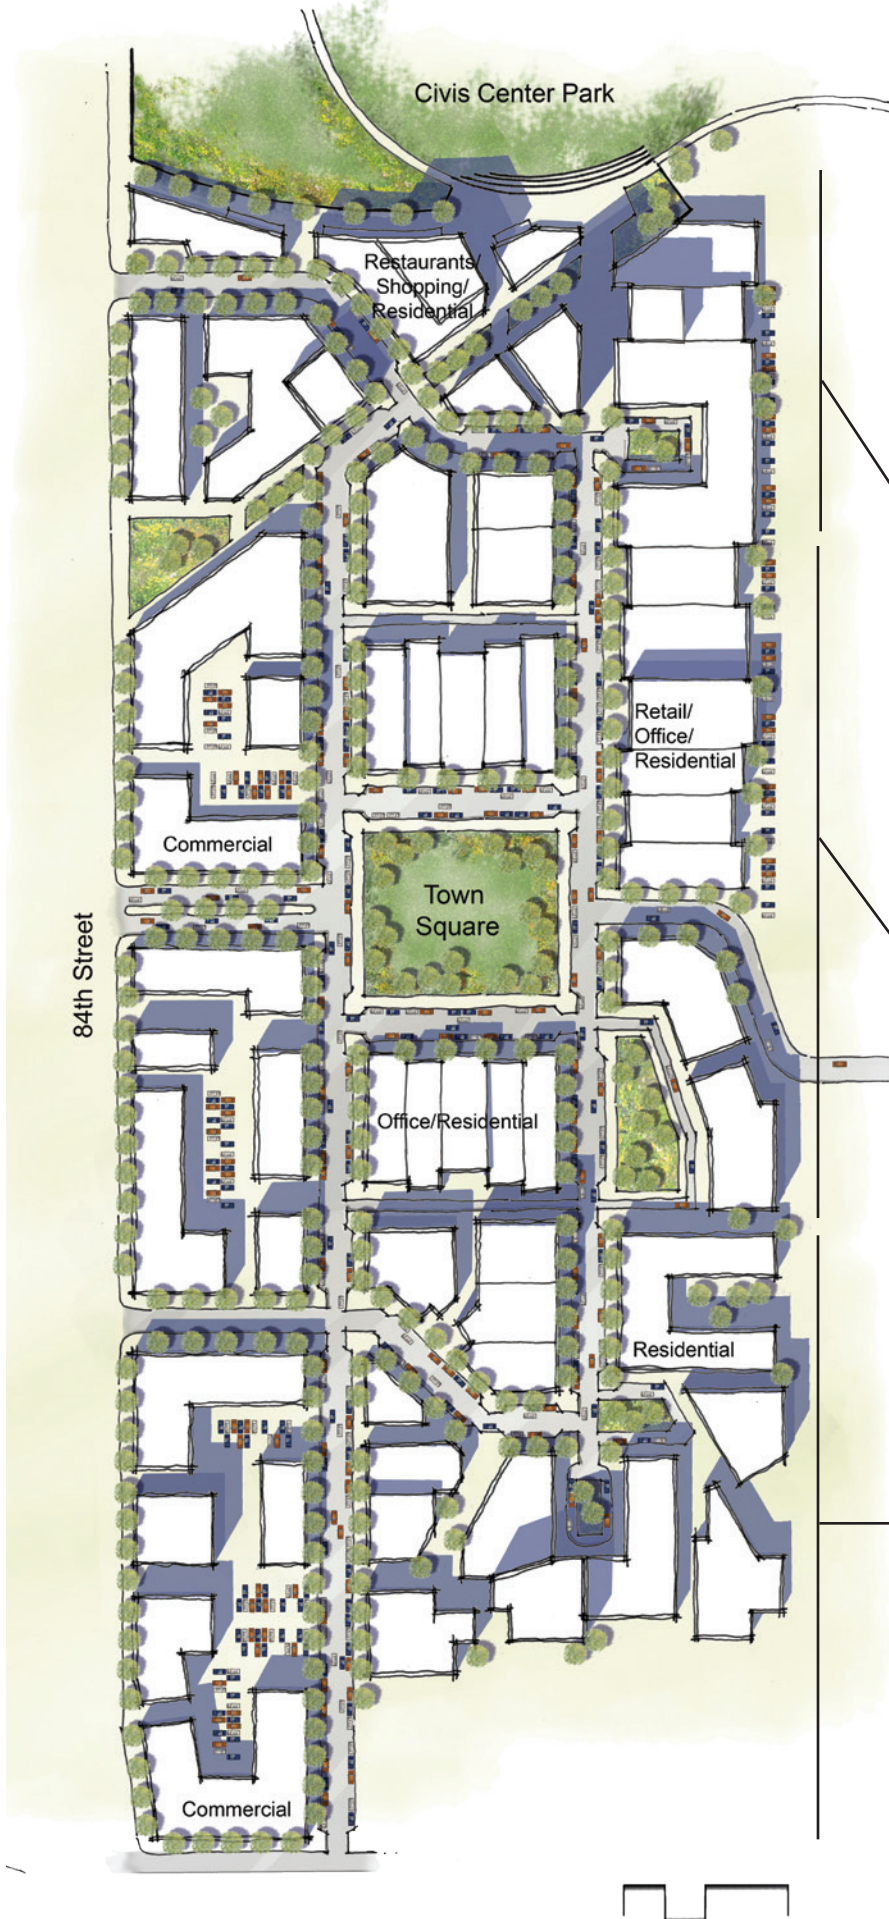 Civis Center Park
Restaurants/
Shopping/
Residential
Retail/
Office/
Residential
Commercial
Town
Square
84th Street
Office/Residential
Residential
Commercial